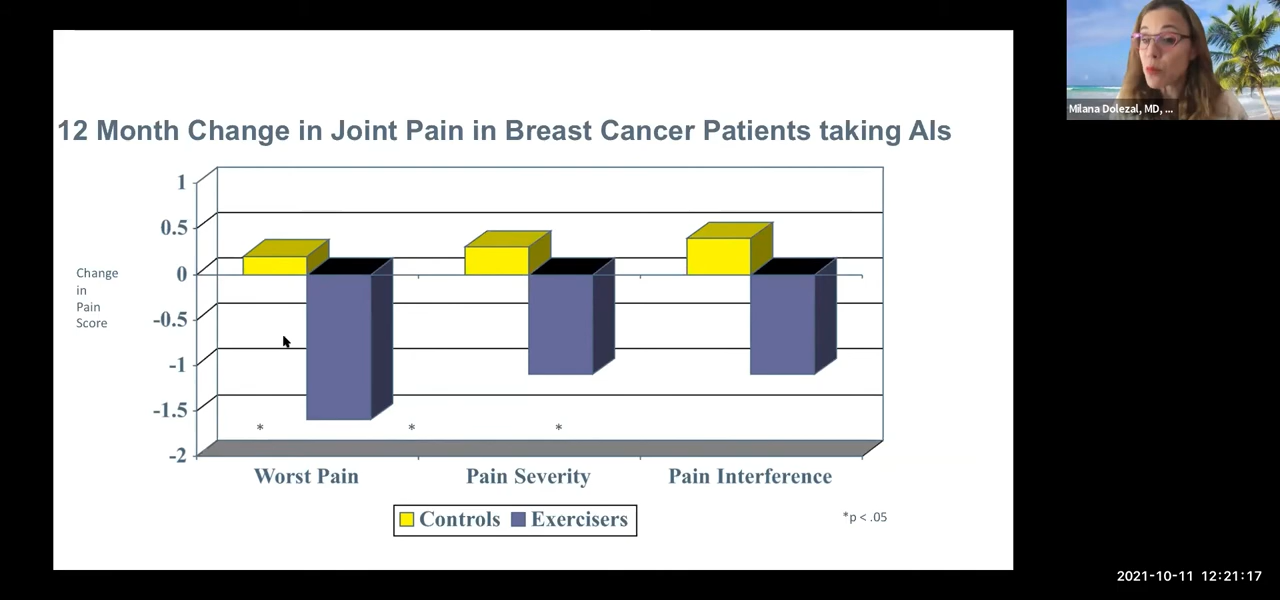 Milana Dolezal, MD, ...
12 Month Change in Joint Pain in Breast Cancer Patients taking AIs
1
0.5
0
-0.5
-1
-1.5
-2
Change
in
Pain
Score
*
*
*
Worst Pain
Pain Severity
Pain Interference
Controls
Exercisers
*p < .05
2021-10-11 12:21:17